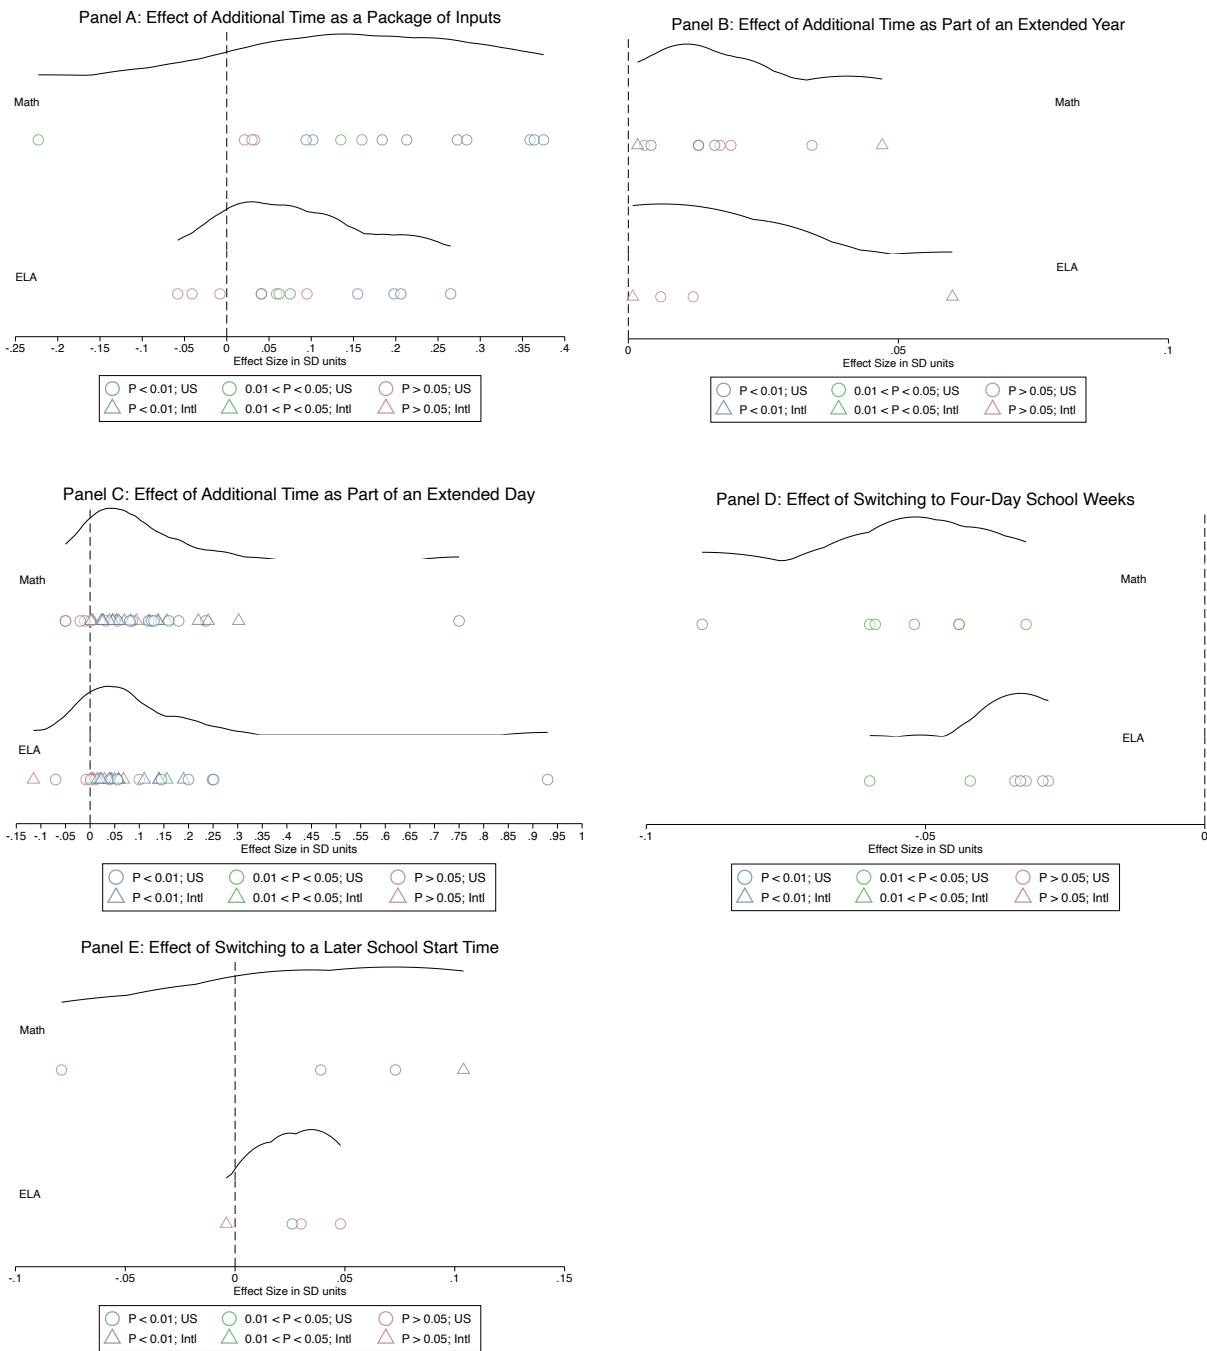 Panel A: Effect of Additional Time as a Package of Inputs
Math
ELA
-.25 -.2 -.15 -.1 -.05 0 .05 .1 .15 .2 .25 .3 .35 .4
Effect Size in SD units
P < 0.01; US 0.01 < P < 0.05; US P > 0.05; US
P < 0.01; Intl 0.01 < P < 0.05; Intl P > 0.05; Intl
Panel B: Effect of Additional Time as Part of an Extended Year
Math
ELA
0 .05 .1
Effect Size in SD units
P < 0.01; US 0.01 < P < 0.05; US P > 0.05; US
P < 0.01; Intl 0.01 < P < 0.05; Intl P > 0.05; Intl
Panel C: Effect of Additional Time as Part of an Extended Day
Math
ELA
-.15 -.1 -.05 0 .05 .1 .15 .2 .25 .3 .35 .4 .45 .5 .55 .6 .65 .7 .75 .8 .85 .9 .95 1
Effect Size in SD units
P < 0.01; US 0.01 < P < 0.05; US P > 0.05; US
P < 0.01; Intl 0.01 < P < 0.05; Intl P > 0.05; Intl
Panel D: Effect of Switching to Four-Day School Weeks
Math
ELA
-.1 -.05 0
Effect Size in SD units
P < 0.01; US 0.01 < P < 0.05; US P > 0.05; US
P < 0.01; Intl 0.01 < P < 0.05; Intl P > 0.05; Intl
Panel E: Effect of Switching to a Later School Start Time
Math
ELA
-.1 -.05 0 .05 .1 .15
Effect Size in SD units
P < 0.01; US 0.01 < P < 0.05; US P > 0.05; US
P < 0.01; Intl 0.01 < P < 0.05; Intl P > 0.05; Intl